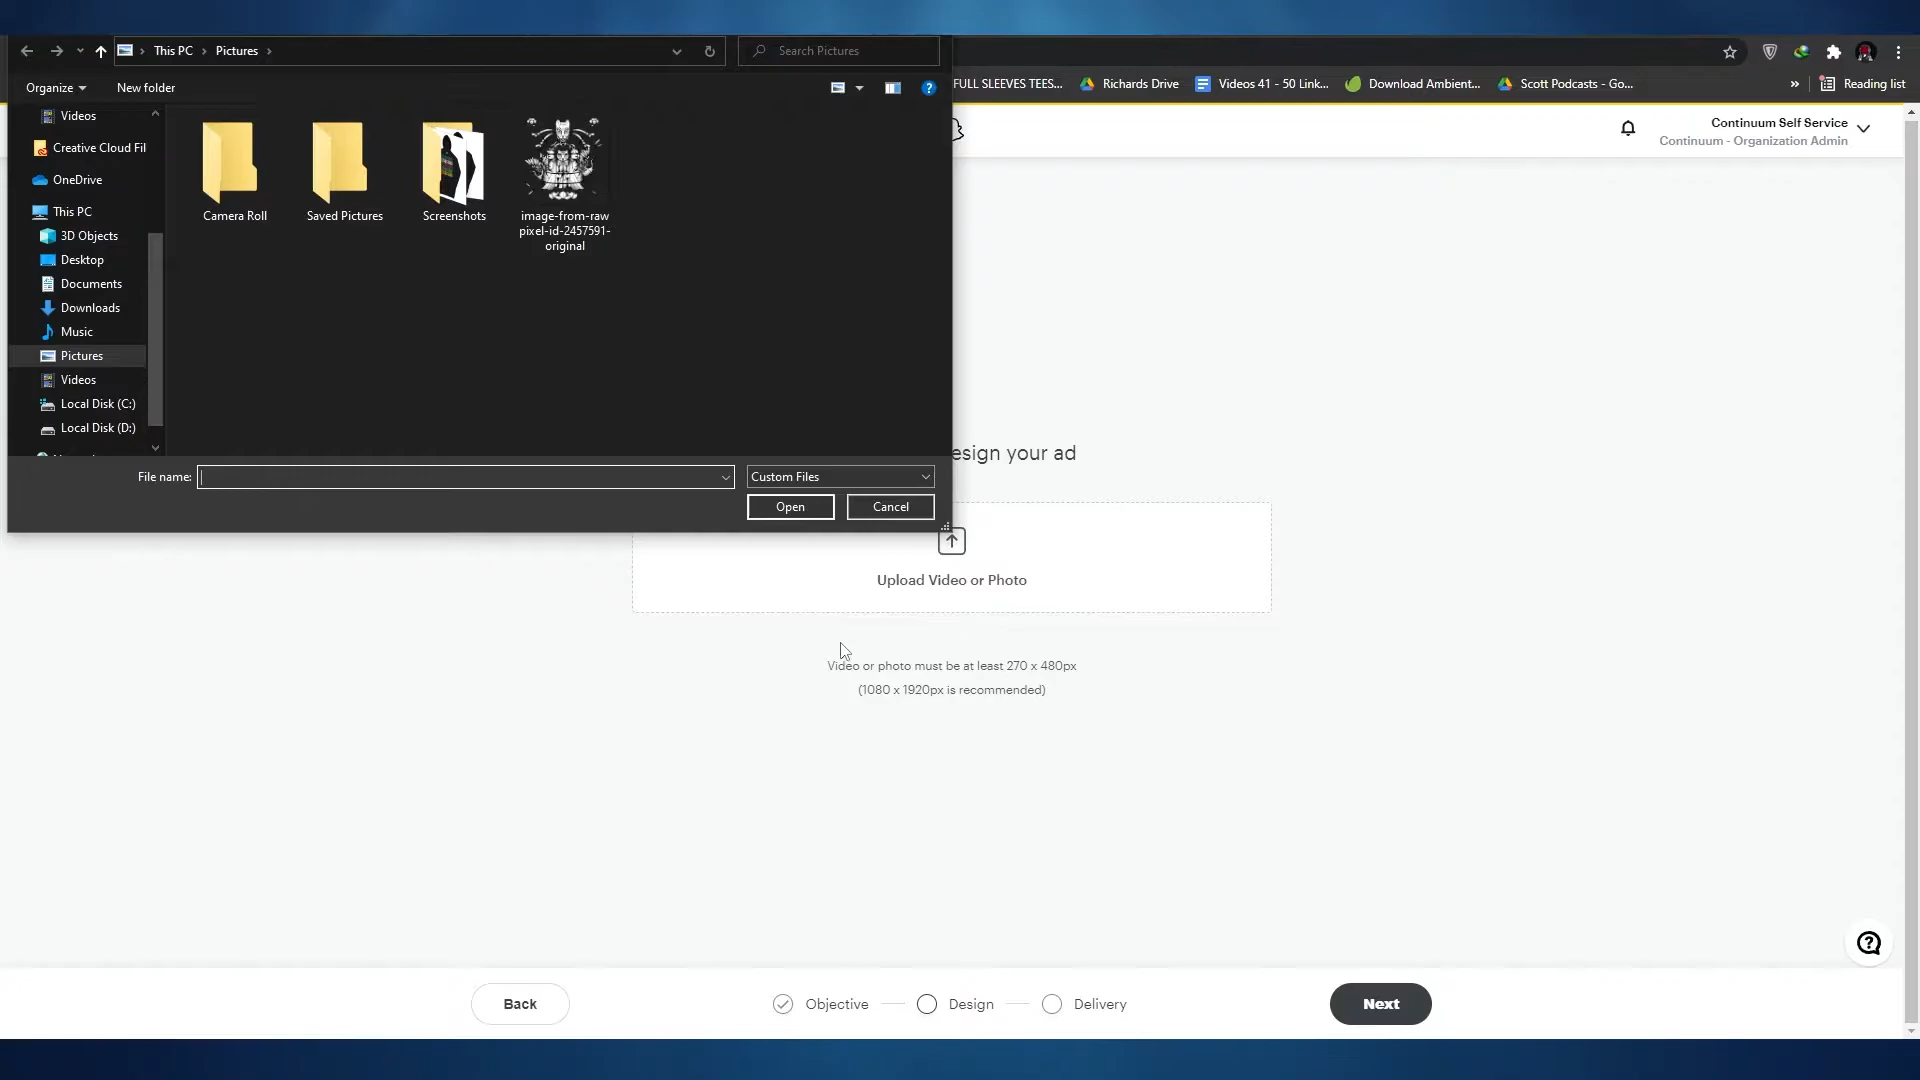 This PC
Pictures
Search Pictures
Organize
New folder
FULL SLEEVES TEES...
Richards Drive
Videos 41 - 50 Link...
Download Ambient...
Scott Podcasts - Go...
»
Reading list
Videos
Creative Cloud Fil
OneDrive
This PC
3D Objects
Desktop
Documents
Downloads
Music
Pictures
Videos
Local Disk (C:)
Local Disk (D:)
Camera Roll
Saved Pictures
Screenshots
image-from-raw
pixel-id-2457591-
original
Continuum Self Service
Continuum - Organization Admin
File name:
Custom Files
Open
Cancel
esign your ad
Upload Video or Photo
Video or photo must be at least 270 x 480px
(1080 x 1920px is recommended)
Back
Objective
Design
Delivery
Next